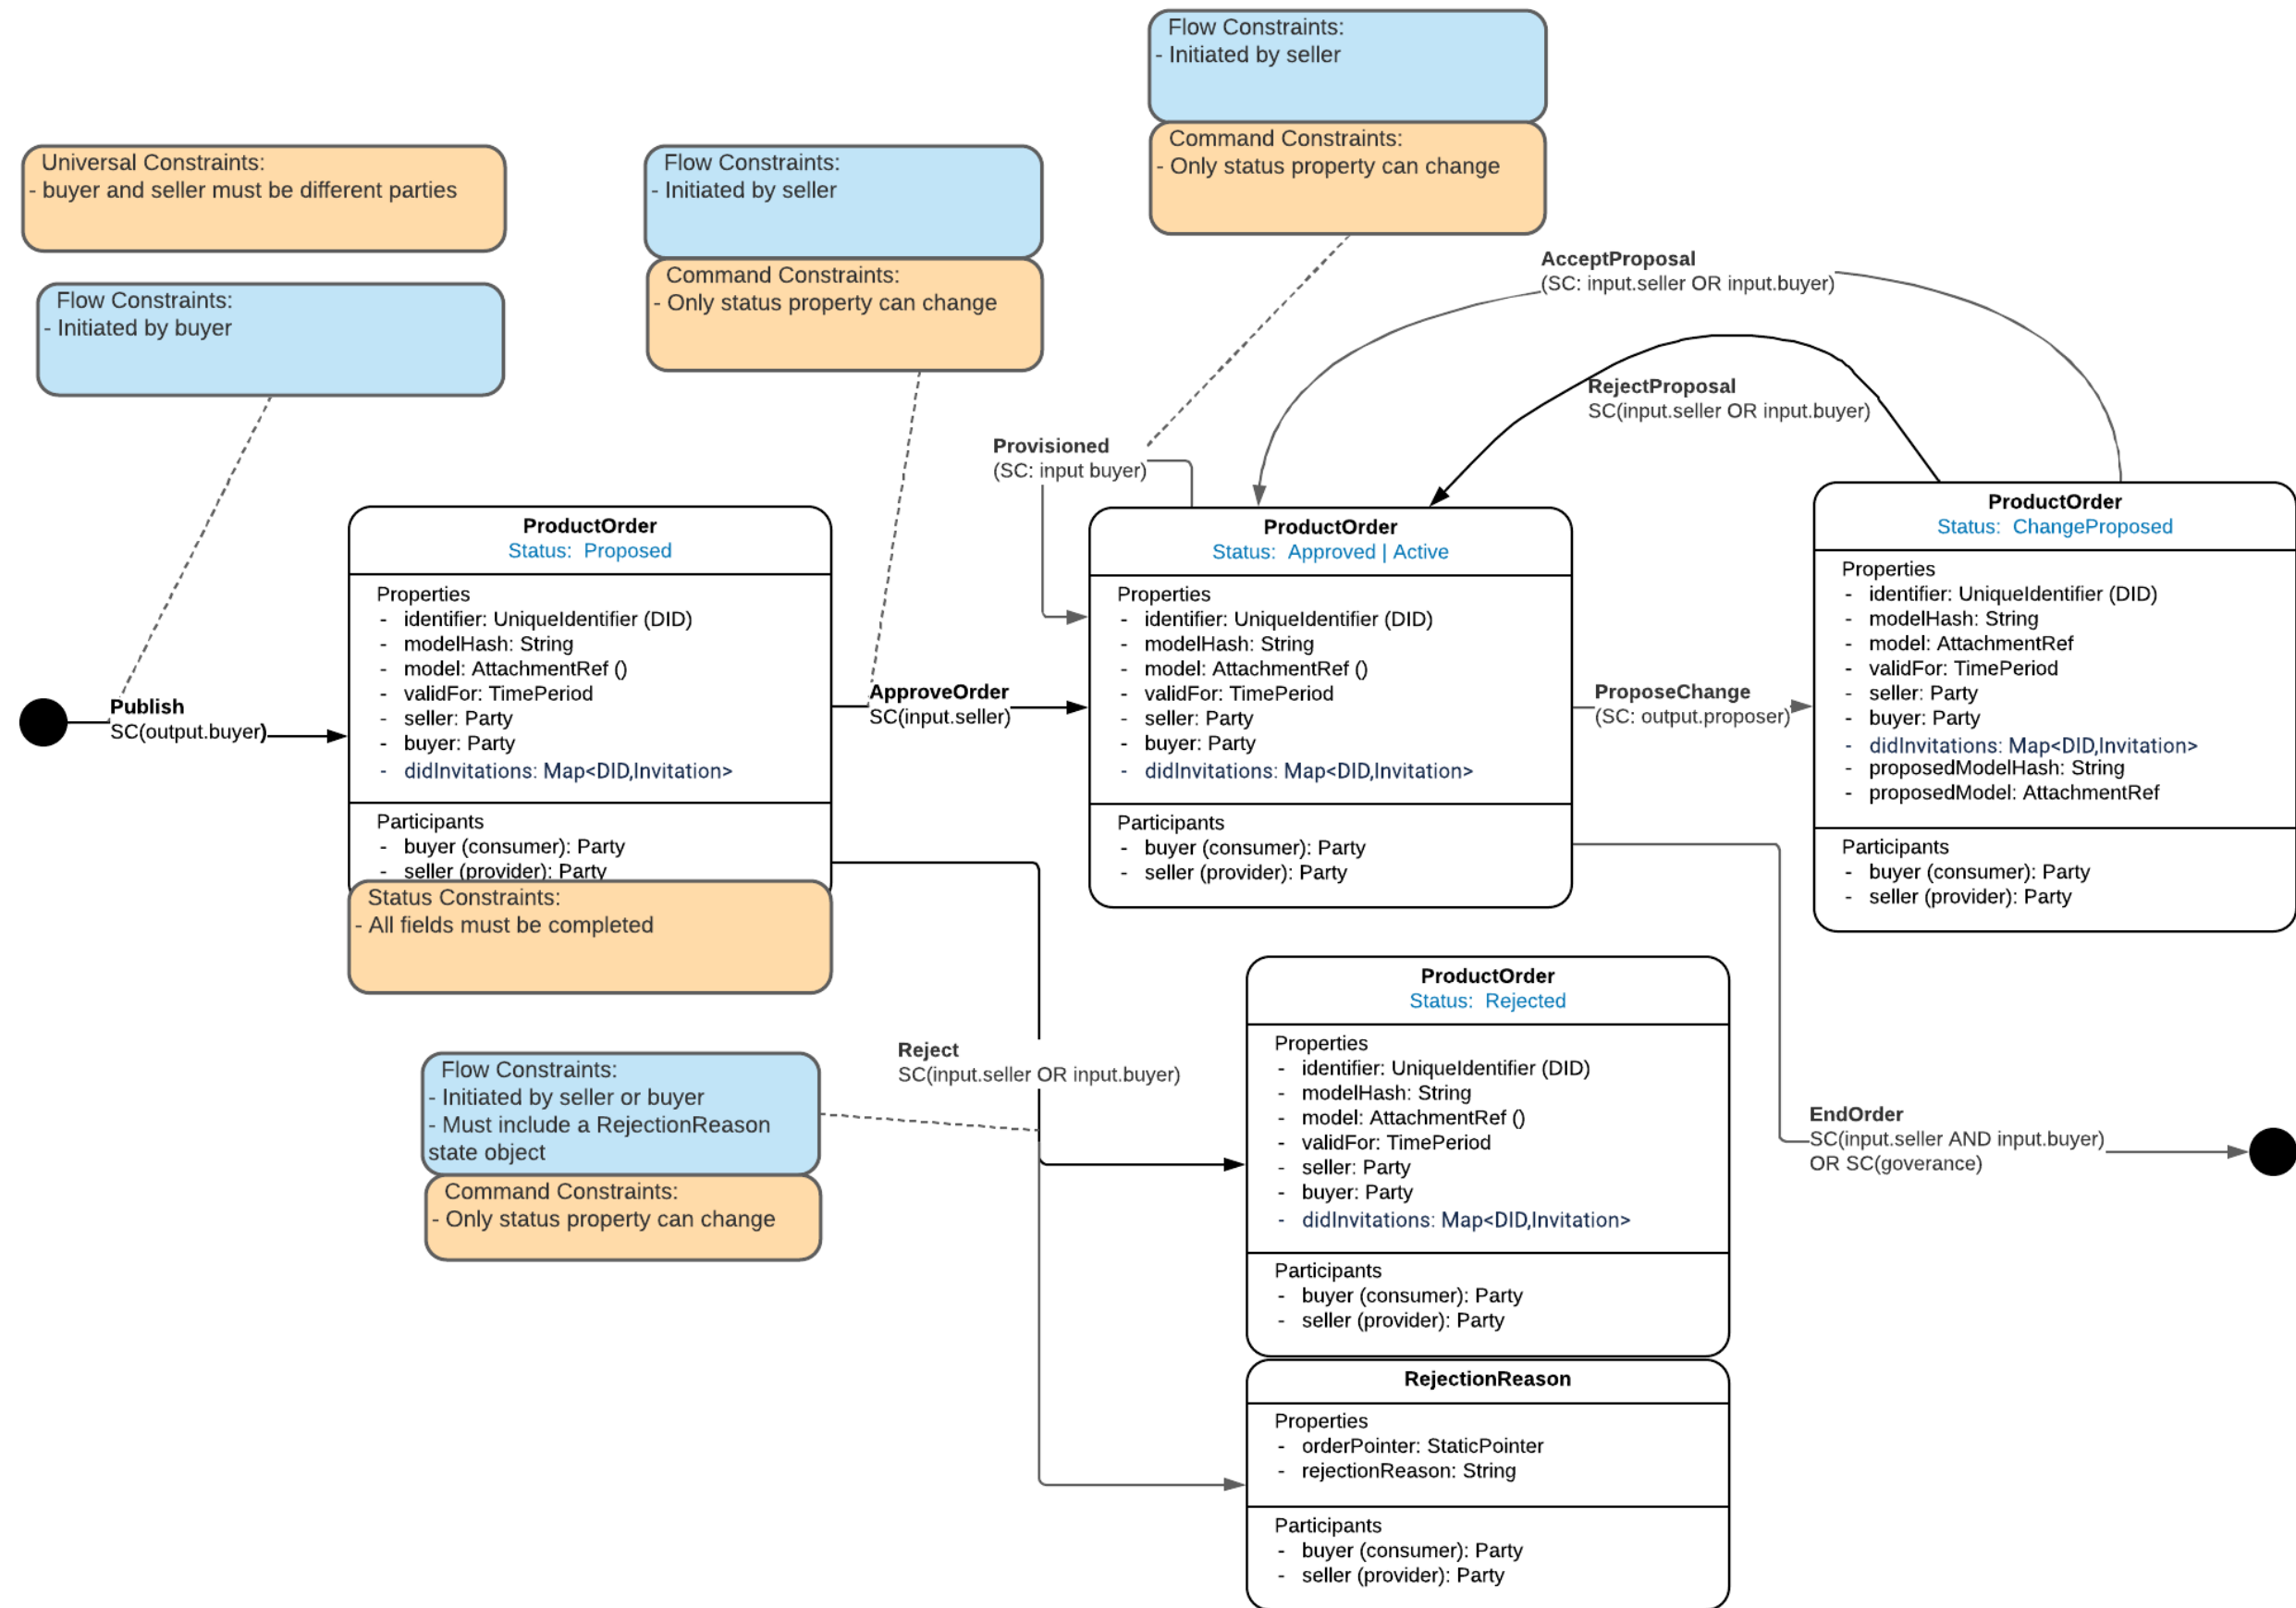 Flow Constraints:
- Initiated by seller
Command Constraints:
- Only status property can change
Universal Constraints:
- buyer and seller must be different parties
Flow Constraints:
- Initiated by buyer
Flow Constraints:
- Initiated by seller
Command Constraints:
- Only status property can change
AcceptProposal
(SC: input.seller OR input.buyer)
RejectProposal
SC(input.seller OR input.buyer)
Provisioned
(SC: input buyer)
Publish
SC(output.buyer)
ProductOrder
Status: Proposed
Properties
- identifier: UniqueIdentifier (DID)
- modelHash: String
- model: AttachmentRef ()
- validFor: TimePeriod
- seller: Party
- buyer: Party
- didInvitations: Map<DID,Invitation>
Participants
- buyer (consumer): Party
- seller (provider): Party
Status Constraints:
- All fields must be completed
ApproveOrder
SC(input.seller)
ProductOrder
Status: Approved | Active
Properties
- identifier: UniqueIdentifier (DID)
- modelHash: String
- model: AttachmentRef ()
- validFor: TimePeriod
- seller: Party
- buyer: Party
- didInvitations: Map<DID,Invitation>
Participants
- buyer (consumer): Party
- seller (provider): Party
ProposeChange
(SC: output.proposer)
ProductOrder
Status: ChangeProposed
Properties
- identifier: UniqueIdentifier (DID)
- modelHash: String
- model: AttachmentRef
- validFor: TimePeriod
- seller: Party
- buyer: Party
- didInvitations: Map<DID,Invitation>
- proposedModelHash: String
- proposedModel: AttachmentRef
Participants
- buyer (consumer): Party
- seller (provider): Party
Flow Constraints:
- Initiated by seller or buyer
- Must include a RejectionReason
state object
Command Constraints:
- Only status property can change
Reject
SC(input.seller OR input.buyer)
ProductOrder
Status: Rejected
Properties
- identifier: UniqueIdentifier (DID)
- modelHash: String
- model: AttachmentRef ()
- validFor: TimePeriod
- seller: Party
- buyer: Party
- didInvitations: Map<DID,Invitation>
Participants
- buyer (consumer): Party
- seller (provider): Party
EndOrder
SC(input.seller AND input.buyer)
OR SC(goverance)
RejectionReason
Properties
- orderPointer: StaticPointer
- rejectionReason: String
Participants
- buyer (consumer): Party
- seller (provider): Party